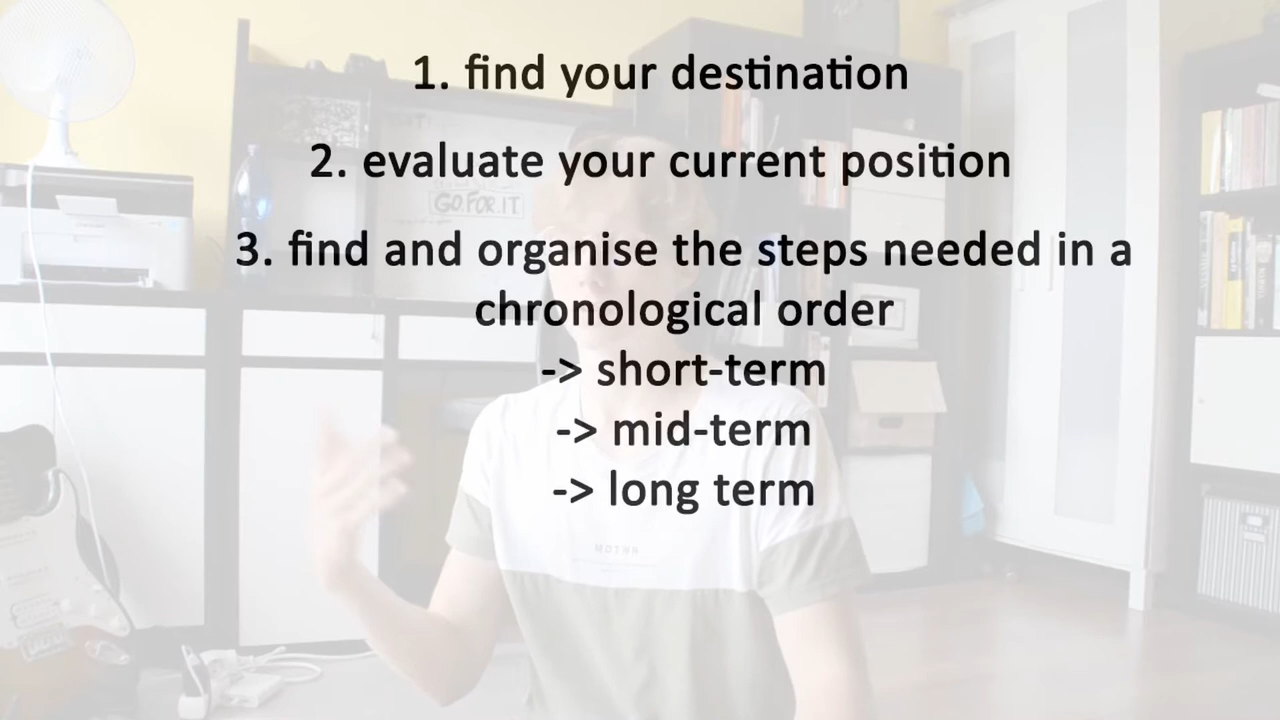 1. find your destination
2. evaluate your current position
GO.FOR.IT.
3. find and organise the steps needed in a
chronological order
-> short-term
-> mid-term
-> long term